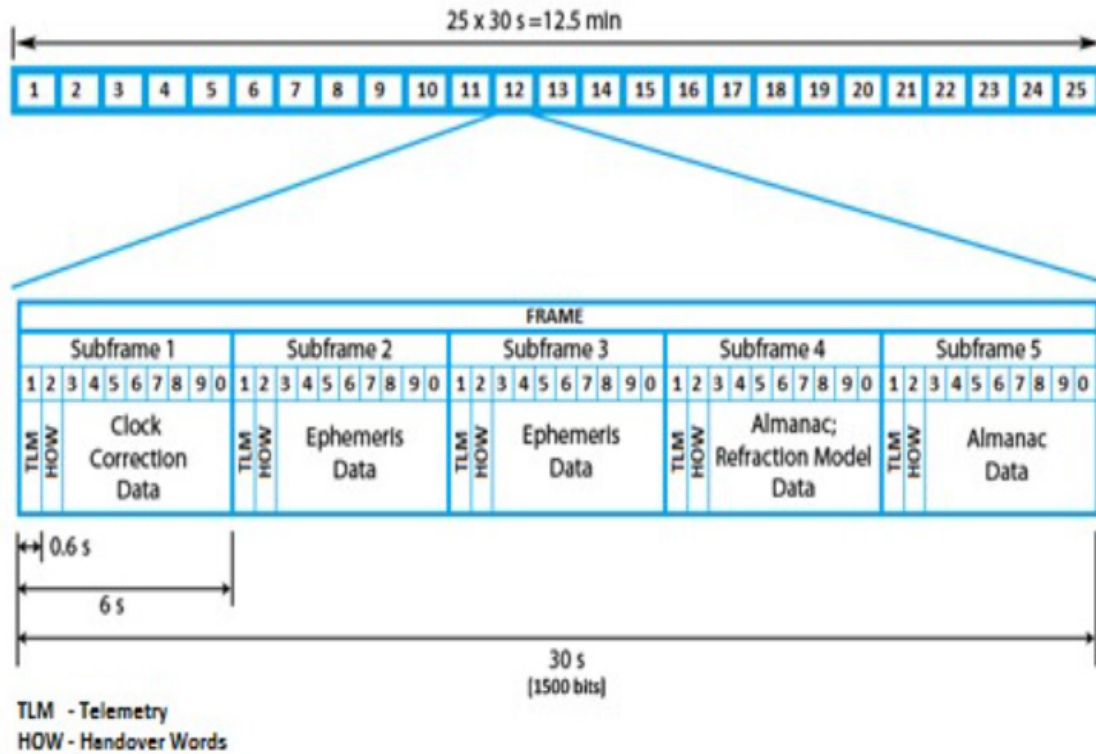 25 x 30 s =12.5 min
1 2 3 4 5 6 7 8 9 10 11 12 13 14 15 16 17 18 19 20 21 22 23 24 25
FRAME
Subframe 1 Subframe 2 Subframe 3 Subframe 4 Subframe 5
1 2 3 4 5 6 7 8 9 0 1 2 3 4 5 6 7 8 9 0 1 2 3 4 5 6 7 8 9 0 1 2 3 4 5 6 7 8 9 0 1 2 3 4 5 6 7 8 9 0
TLM HOW Clock
Correction
Data
TLM HOW Ephemeris
Data
TLM HOW Ephemeris
Data
TLM HOW Almanac;
Refraction Model
Data
TLM HOW Almanac
Data
0.6 s
6 s
30 s
(1500 bits)
TLM - Telemetry
HOW - Handover Words